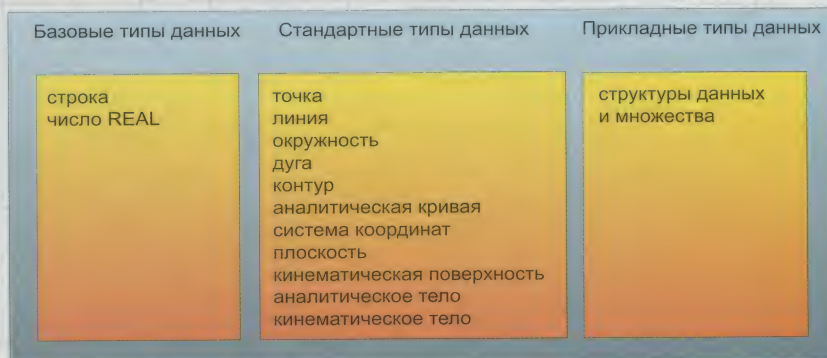 Базовые типы данных
Стандартные типы данных
Прикладные типы данных
строка
число REAL
точка
линия
окружность
дуга
контур
аналитическая кривая
система координат
плоскость
кинематическая поверхность
аналитическое тело
кинематическое тело
структуры данных
и множества